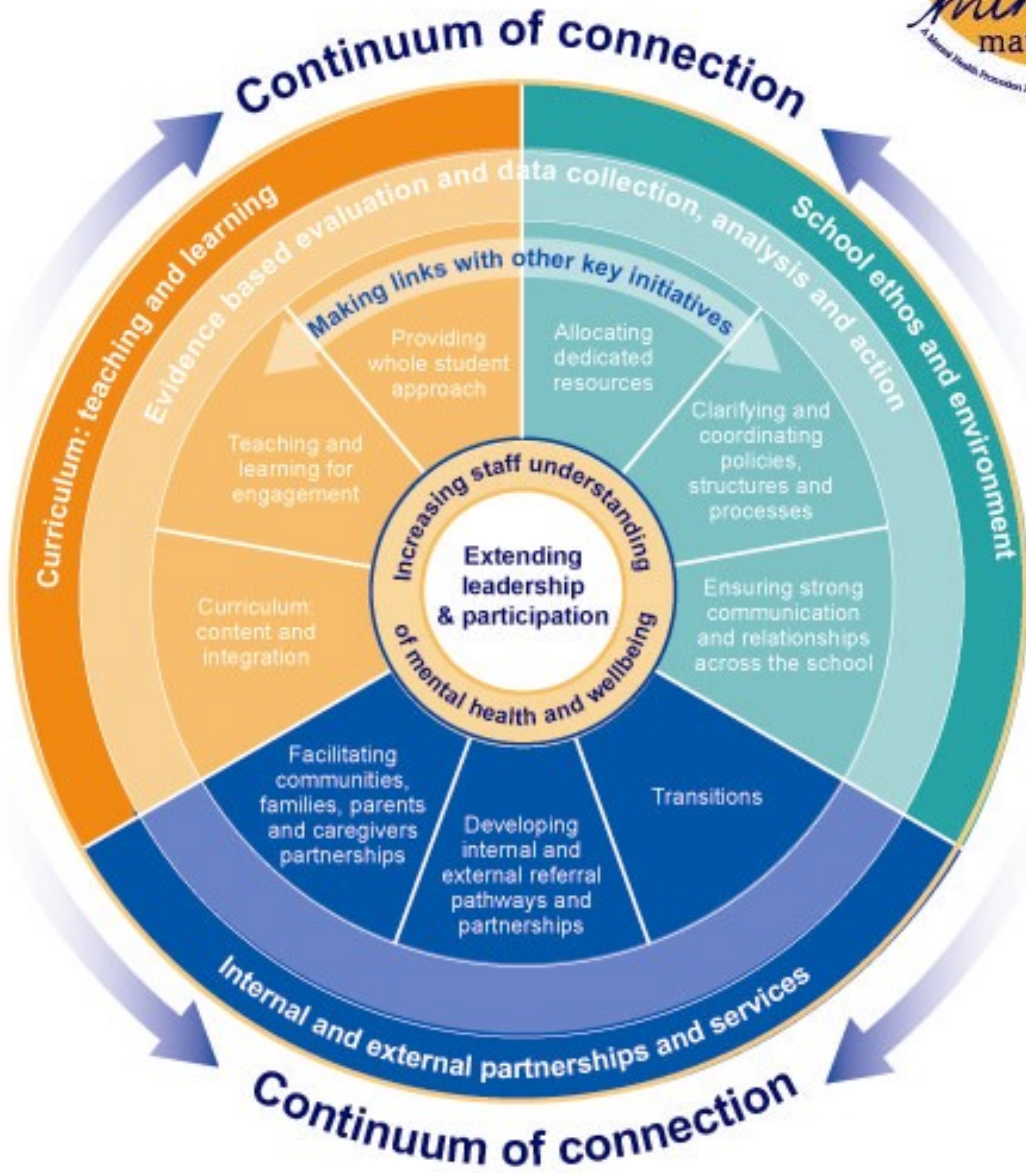 Continuum of connection
ma
A Mental Health Promotion
Curriculum: teaching and learning
School ethos and environment
Evidence based evaluation and data collection, analysis and action
Making links with other key initiatives
Providing
whole student
approach
Allocating
dedicated
resources
Teaching and
learning for
engagement
Clarifying and
coordinating
policies,
structures and
processes
Curriculum
content and
integration
Increasing staff understanding
of mental health and wellbeing
Extending
leadership
& participation
Ensuring strong
communication
and relationships
across the school
Facilitating
communities,
families, parents
and caregivers
partnerships
Developing
internal and
external referral
pathways and
partnerships
Transitions
Internal and external partnerships and services
Continuum of connection